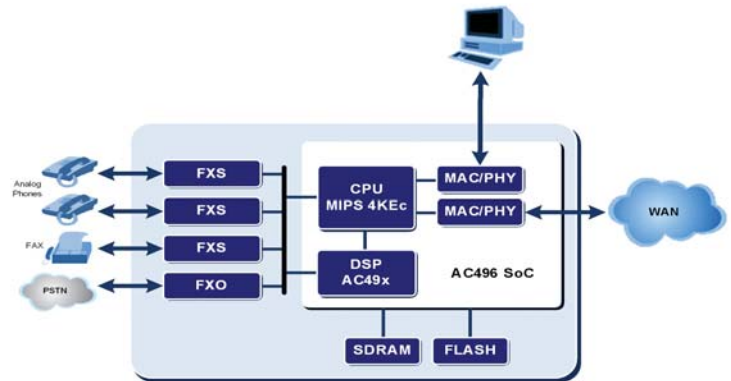 Analog
Phones
FAX
PSTN
FXS
FXS
FXS
FXO
CPU
MIPS 4KEc
DSP
AC49x
MAC/PHY
MAC/PHY
AC496 SoC
SDRAM
FLASH
WAN